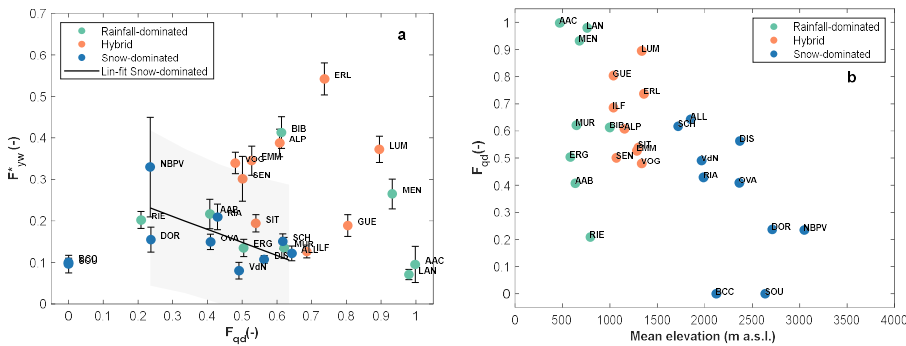 0.7
0.6
0.5
0.4
0.3
0.2
0.1
0
F*yw (-)
Rainfall-dominated
Hybrid
Snow-dominated
Lin-fit Snow-dominated
a
ERL
BIB
ALP
LUM
NBPV
VOG
EMM
SEN
MEN
RIE
AAB
RIA
SIT
GUE
DOR
OVA
ERG
SCH
MUR
ALL
ILF
DIS
VdN
SOU
AAC
LAN
0 0.1 0.2 0.3 0.4 0.5 0.6 0.7 0.8 0.9 1
Fqd(-)
1
0.9
0.8
0.7
0.6
0.5
0.4
0.3
0.2
0.1
0
Fqd(-)
Rainfall-dominated
Hybrid
Snow-dominated
b
AAC
LAN
MEN
LUM
GUE
ERL
ILF
MUR
BIB
ALP
ALL
SCH
DIS
SIT
EMM
ERG
SEN
VOG
VdN
AAB
RIA
OVA
RIE
DOR
NBPV
BCC
SOU
0 500 1000 1500 2000 2500 3000 3500 4000
Mean elevation (m a.s.l.)